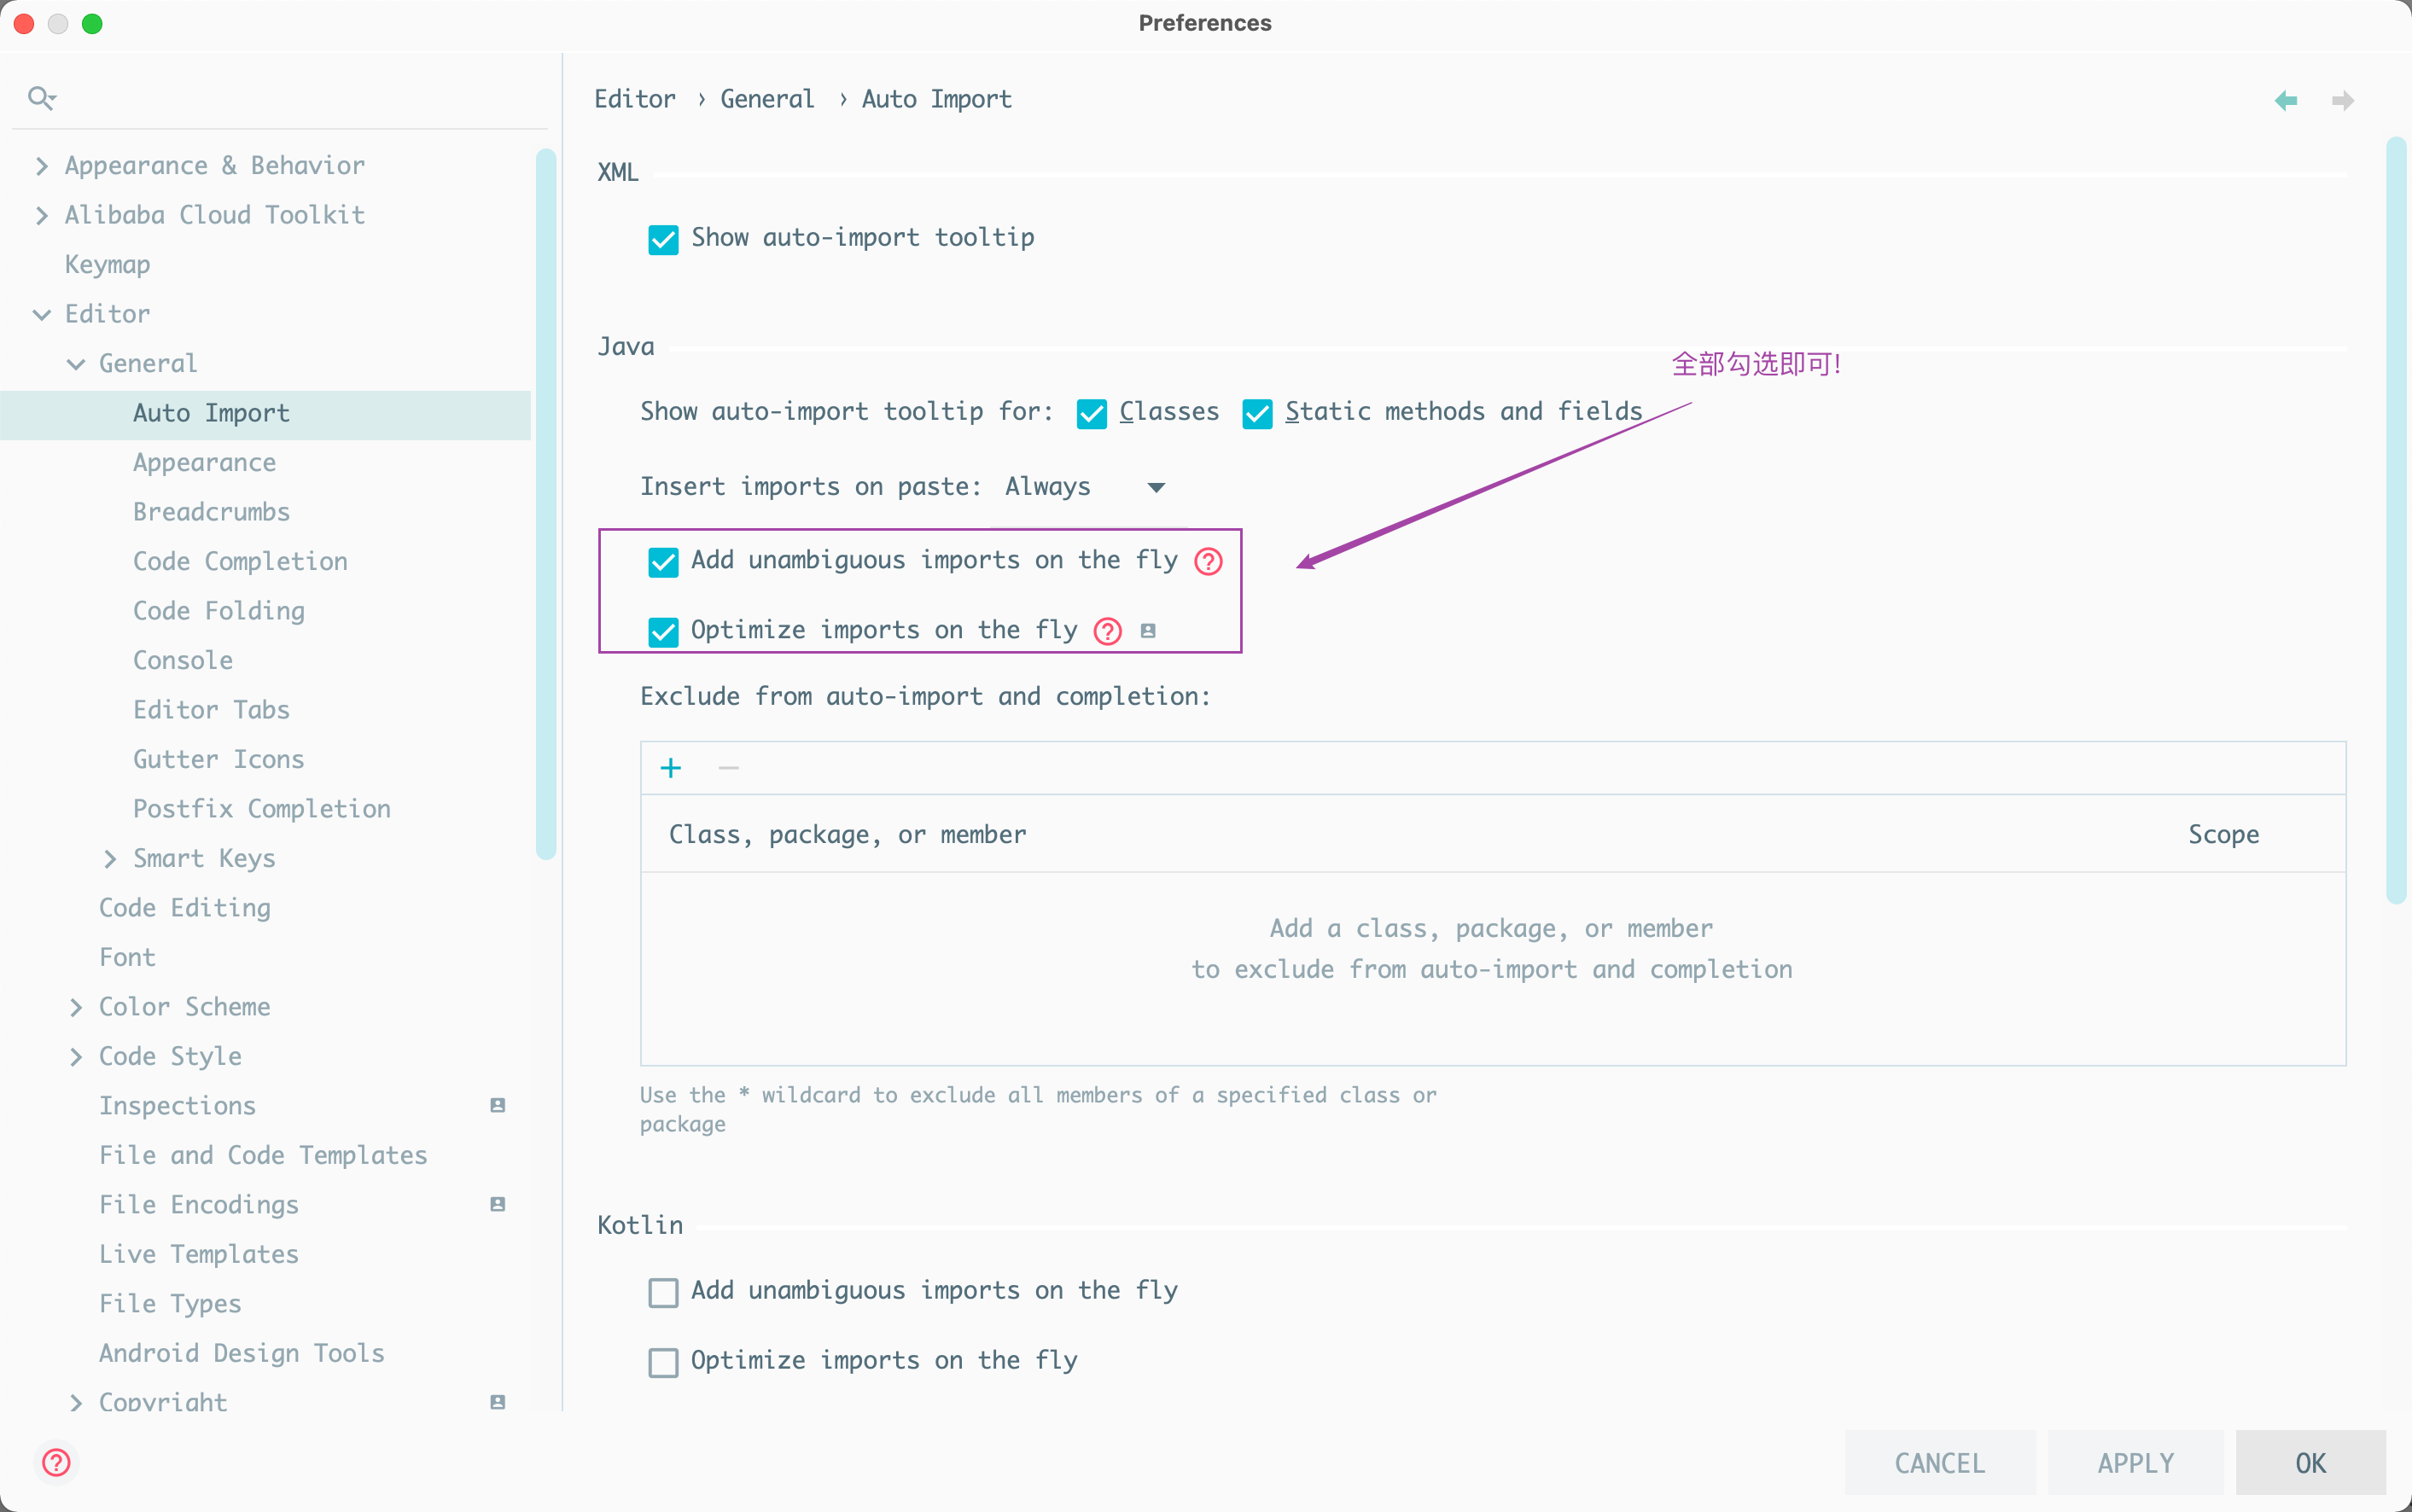 Preferences
Appearance & Behavior
Alibaba Cloud Toolkit
Keymap
Editor
General
Auto Import
Appearance
Breadcrumbs
Code Completion
Code Folding
Console
Editor Tabs
Gutter Icons
Postfix Completion
Smart Keys
Code Editing
Font
Color Scheme
Code Style
Inspections
File and Code Templates
File Encodings
Live Templates
File Types
Android Design Tools
Copyright
Editor › General › Auto Import
XML
Show auto-import tooltip
Java
全部勾选即可!
Show auto-import tooltip for: Classes Static methods and fields
Insert imports on paste: Always
Add unambiguous imports on the fly ?
Optimize imports on the fly ?
Exclude from auto-import and completion:
Class, package, or member Scope
Add a class, package, or member
to exclude from auto-import and completion
Use the * wildcard to exclude all members of a specified class or
package
Kotlin
Add unambiguous imports on the fly
Optimize imports on the fly
? CANCEL APPLY OK